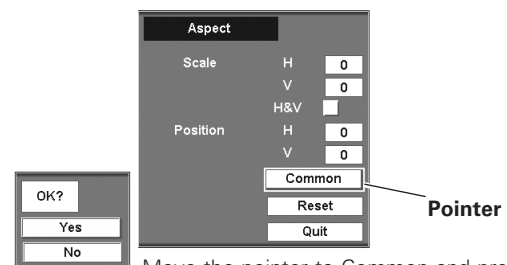 Aspect
Scale H 0
V 0
H&V
Position H 0
V 0
Common
Reset
Quit
Pointer
OK?
Yes
No
Move the pointer to Common and pre